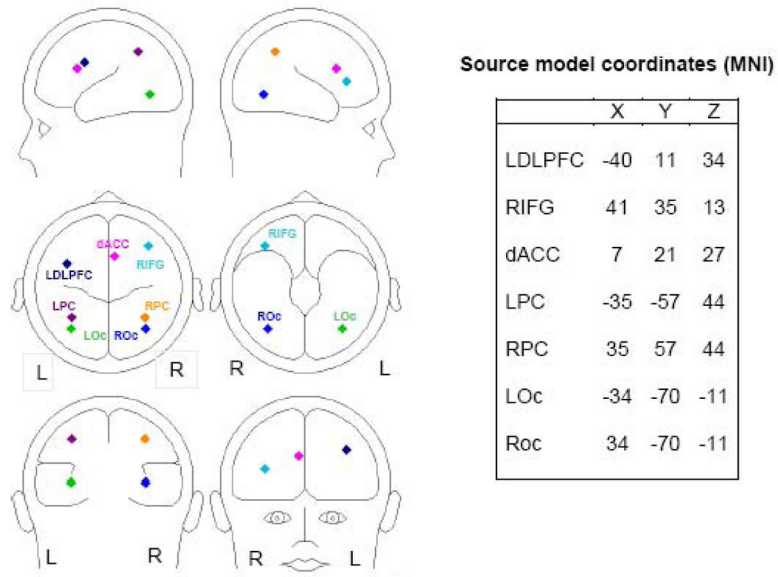 Source model coordinates (MNI)
X Y Z
LDLPFC -40 11 34
RIFG 41 35 13
dACC 7 21 27
LPC -35 -57 44
RPC 35 57 44
LOc -34 -70 -11
Roc 34 -70 -11
dACC
RIFG
LDLPFC
LPC
RPC
LOc
ROc
L
R
RIFG
ROc
LOc
R
L
L
R
R
L